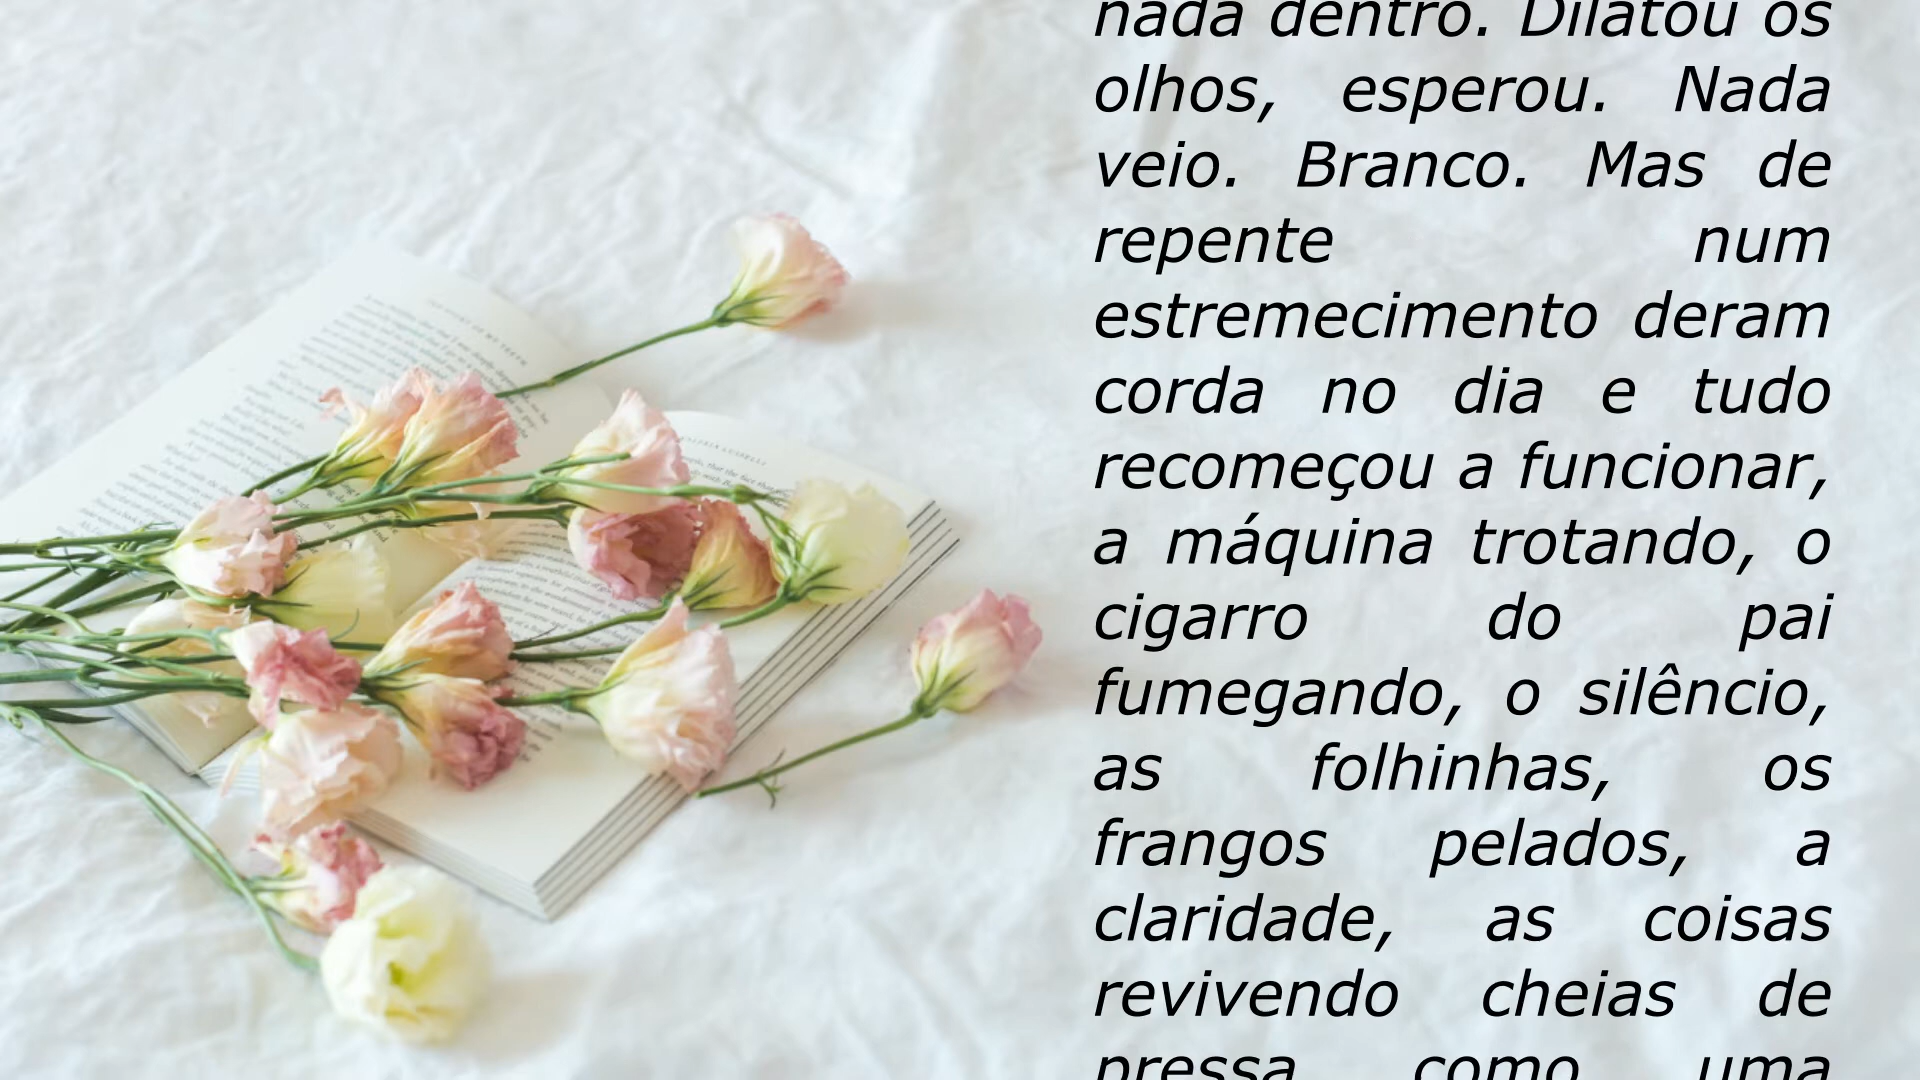 nada dentro. Dilatou os
olhos, esperou. Nada
veio. Branco. Mas de
repente num
estremecimento deram
corda no dia e tudo
recomeçou a funcionar,
a máquina trotando, o
cigarro do pai
fumegando, o silêncio,
as folhinhas, os
frangos pelados, a
claridade, as coisas
revivendo cheias de
pressa como uma